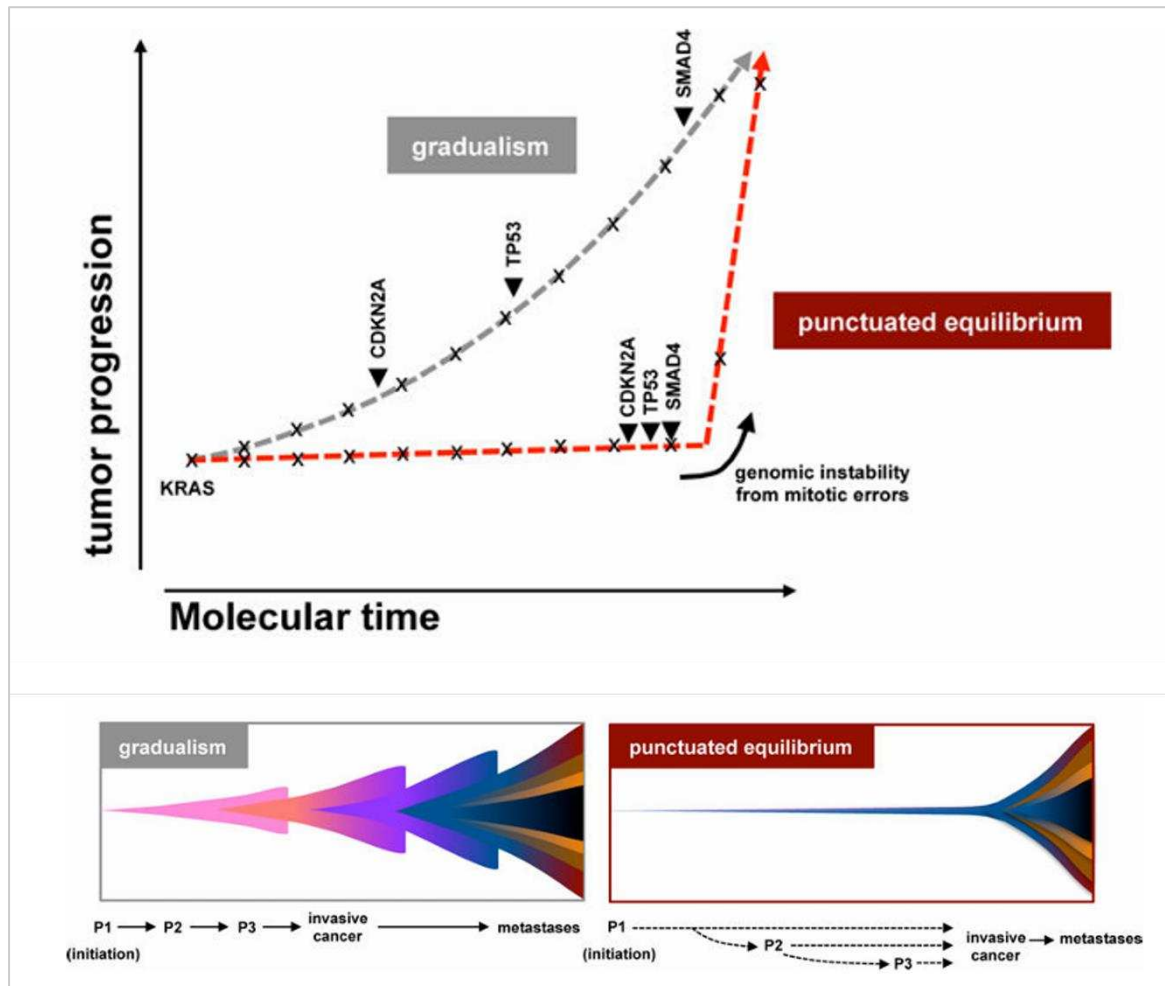 SMAD4
gradualism
TP53
CDKN2A
tumor progression
punctuated equilibrium
CDKN2A
TP53
SMAD4
KRAS
genomic instability
from mitotic errors
Molecular time
gradualism
P1
P2
P3
invasive
cancer
metastases
(initiation)
punctuated equilibrium
P1
(initiation)
P2
P3
invasive
cancer
metastases